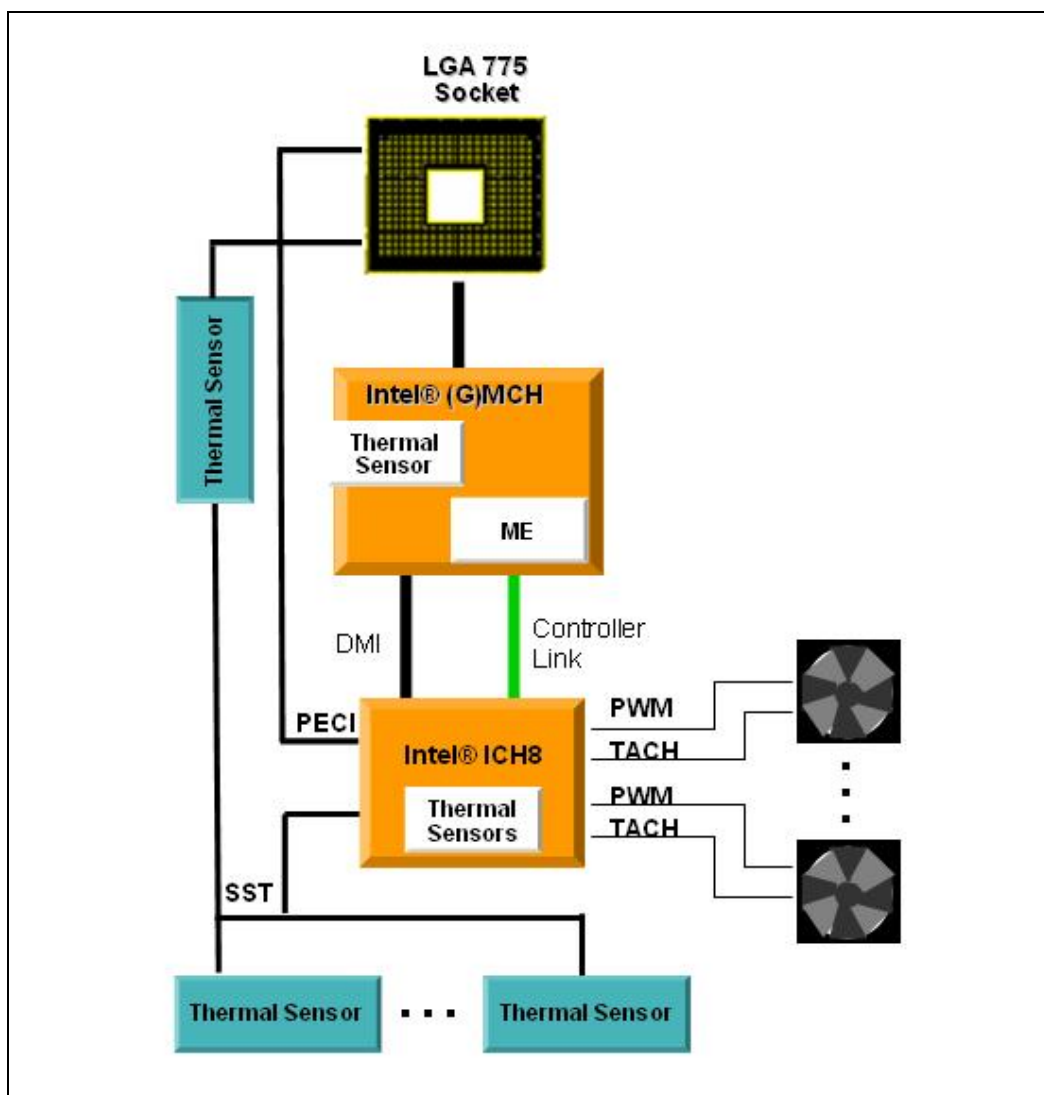 LGA 775
Socket
Thermal Sensor
Intel® (G)MCH
Thermal
Sensor
ME
DMI
Controller
Link
PECI
Intel® ICH8
Thermal
Sensors
PWM
TACH
PWM
TACH
SST
Thermal Sensor
Thermal Sensor